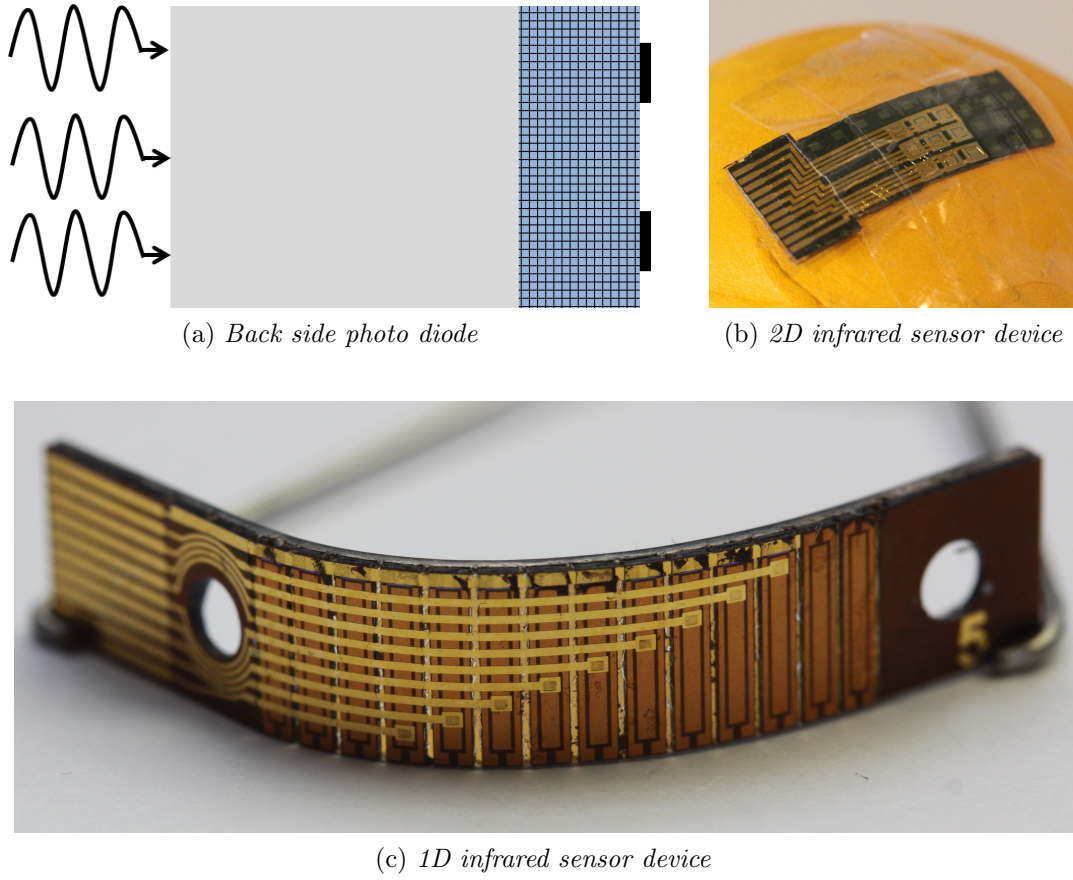 (a) Back side photo diode
(b) 2D infrared sensor device
5
(c) 1D infrared sensor device